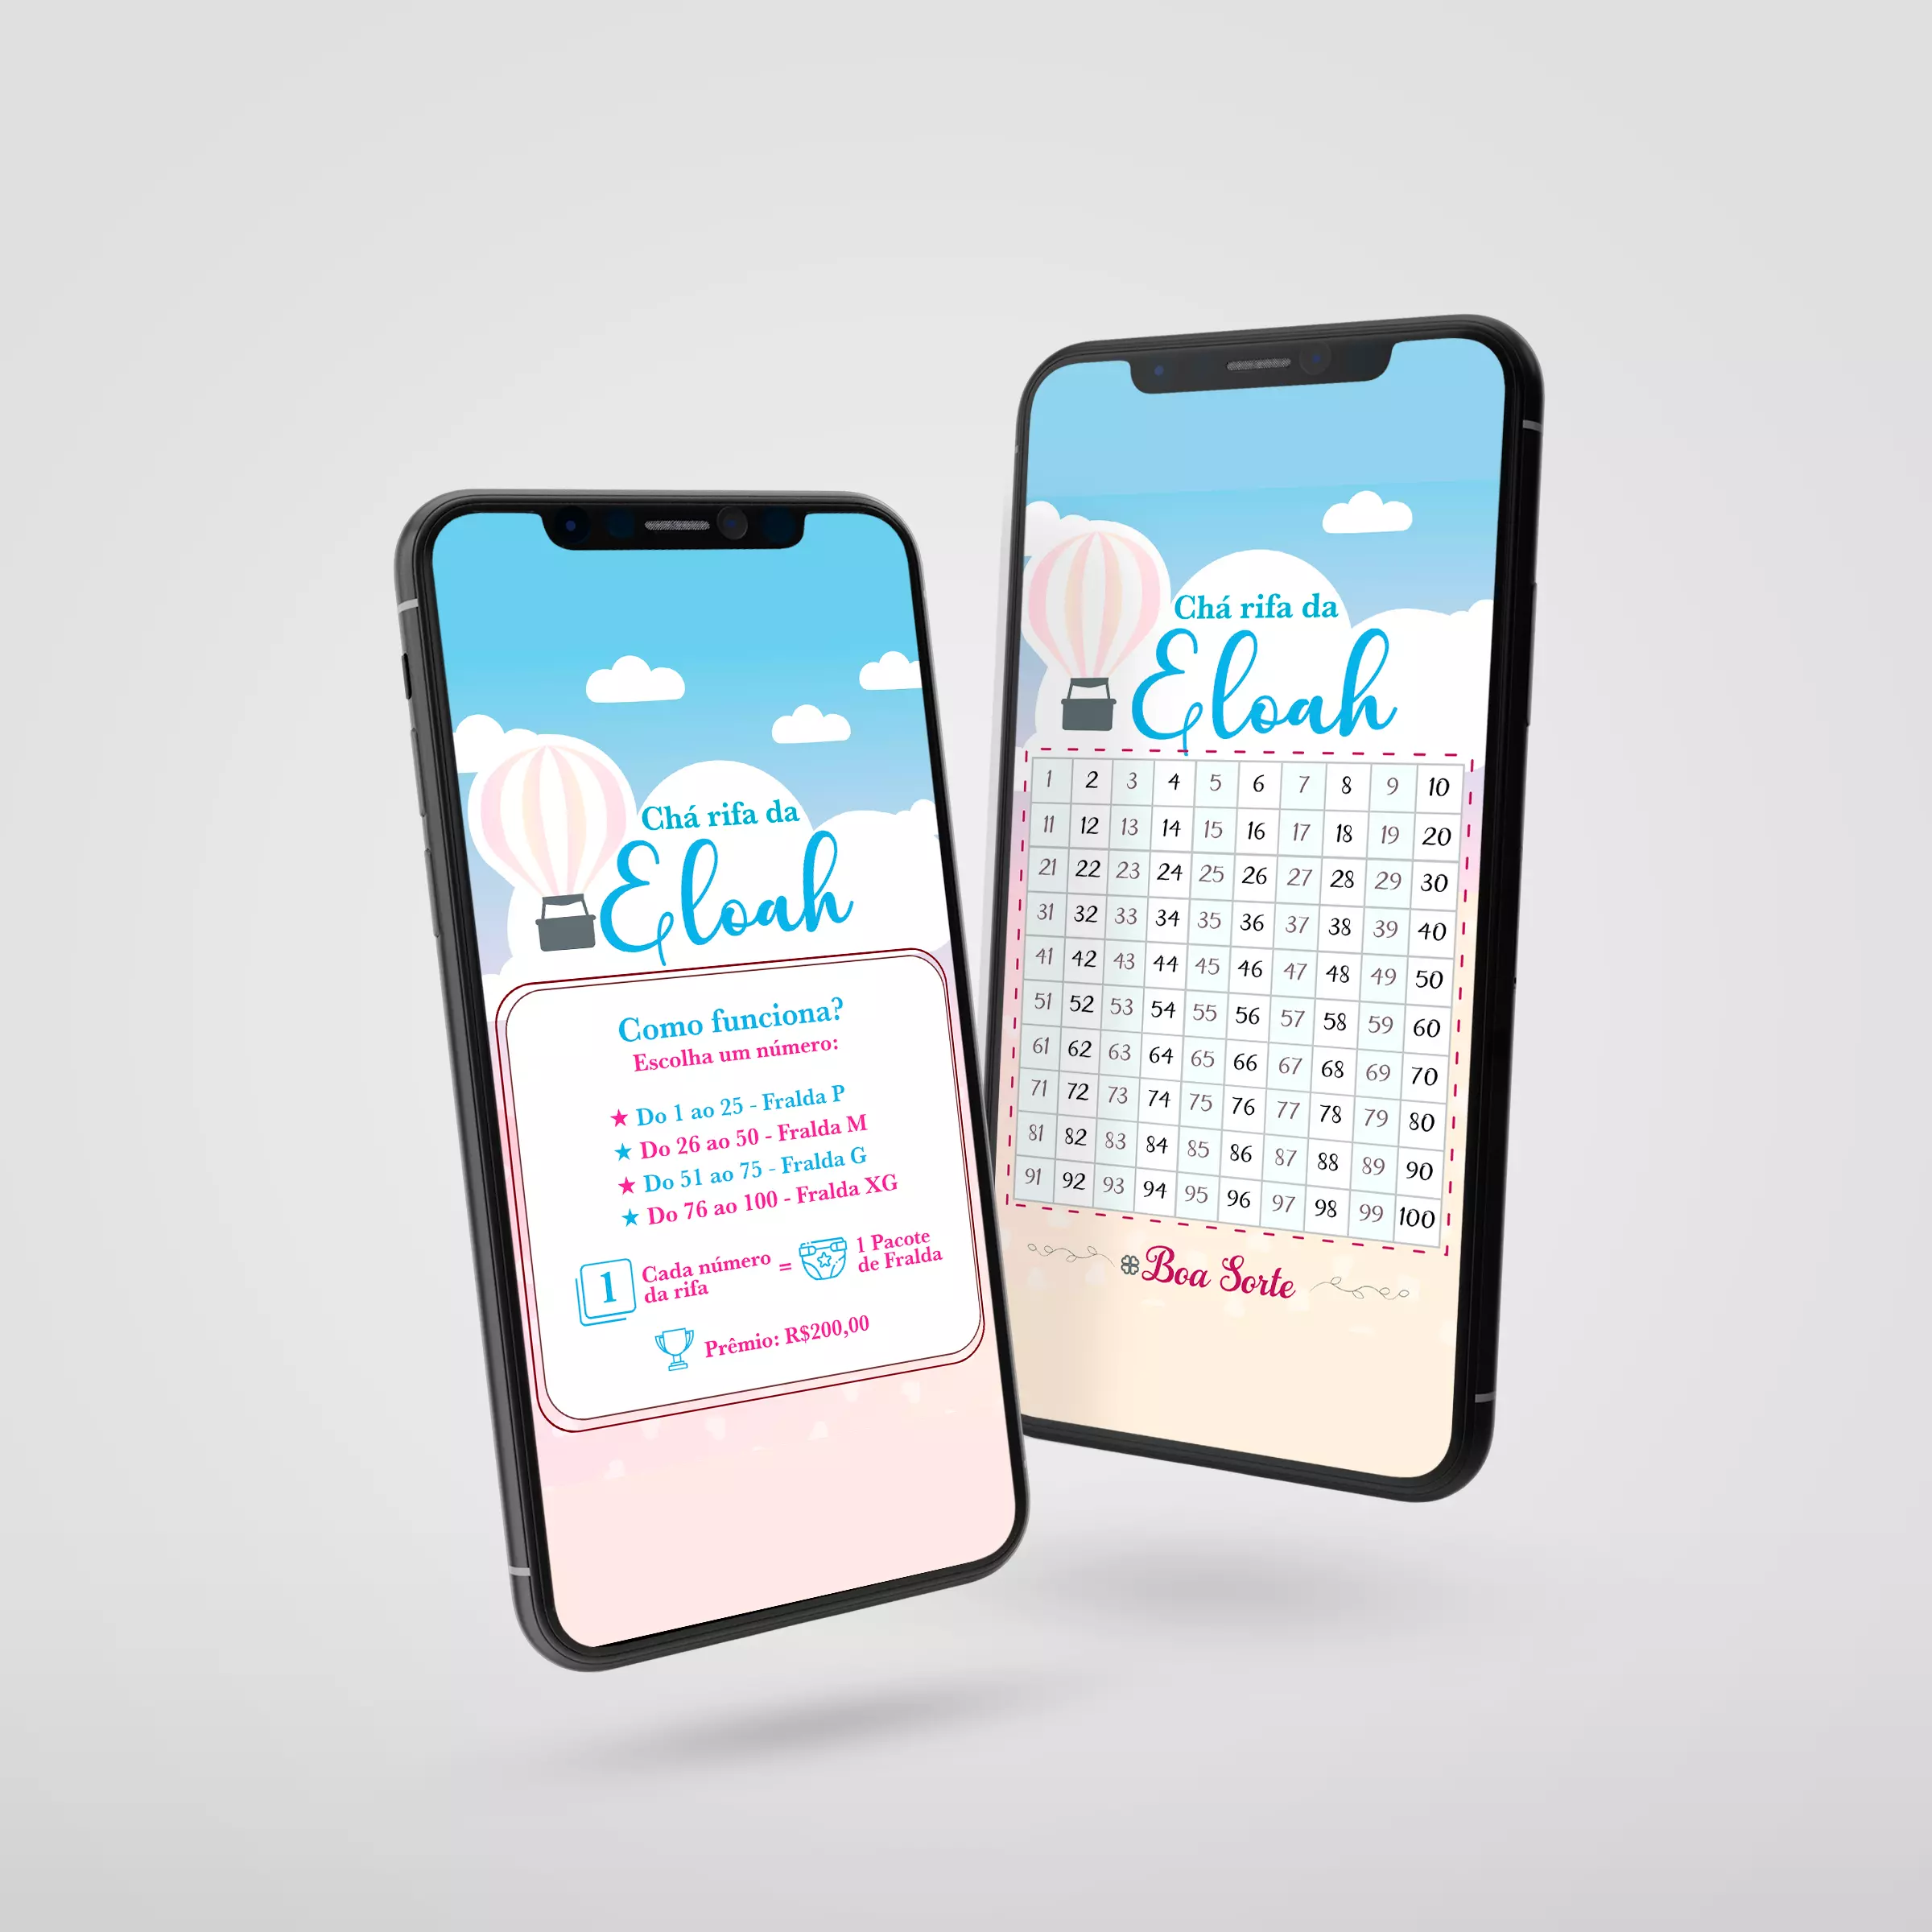 Chá rifa da
Eloah
Como funciona?
Escolha um número:
★ Do 1 ao 25 - Fralda P
★ Do 26 ao 50 - Fralda M
★ Do 51 ao 75 - Fralda G
★ Do 76 ao 100 - Fralda XG
1
Cada número
da rifa
=
1 Pacote
de Fralda
Prêmio: R$200,00
Chá rifa da
Eloah
1 2 3 4 5 6 7 8 9 10
11 12 13 14 15 16 17 18 19 20
21 22 23 24 25 26 27 28 29 30
31 32 33 34 35 36 37 38 39 40
41 42 43 44 45 46 47 48 49 50
51 52 53 54 55 56 57 58 59 60
61 62 63 64 65 66 67 68 69 70
71 72 73 74 75 76 77 78 79 80
81 82 83 84 85 86 87 88 89 90
91 92 93 94 95 96 97 98 99 100
Boa Sorte